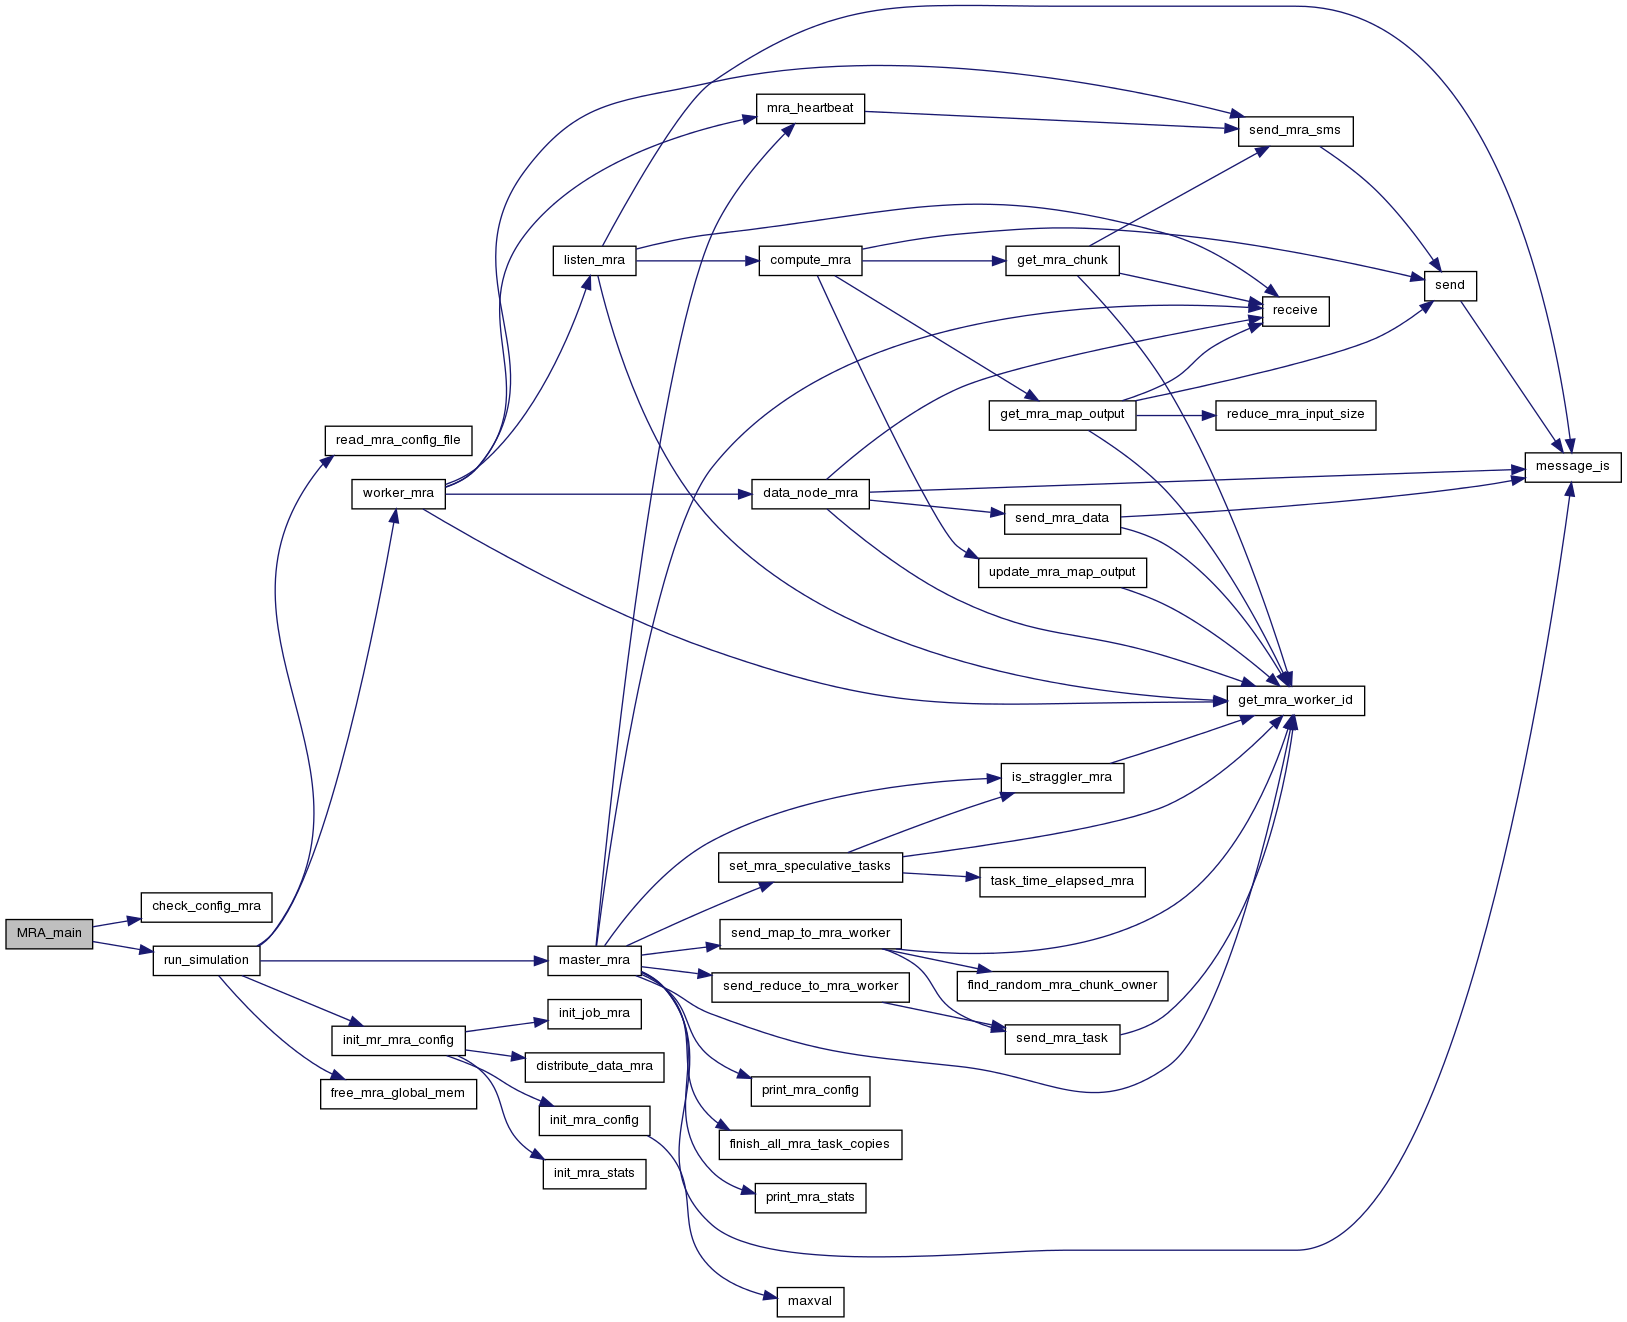 mra_heartbeat
send_mra_sms
listen_mra
compute_mra
get_mra_chunk
send
receive
get_mra_map_output
reduce_mra_input_size
read_mra_config_file
message_is
worker_mra
data_node_mra
send_mra_data
update_mra_map_output
get_mra_worker_id
is_straggler_mra
set_mra_speculative_tasks
task_time_elapsed_mra
check_config_mra
MRA_main
send_map_to_mra_worker
run_simulation
master_mra
send_reduce_to_mra_worker
find_random_mra_chunk_owner
init_job_mra
init_mr_mra_config
send_mra_task
distribute_data_mra
free_mra_global_mem
print_mra_config
init_mra_config
finish_all_mra_task_copies
init_mra_stats
print_mra_stats
maxval